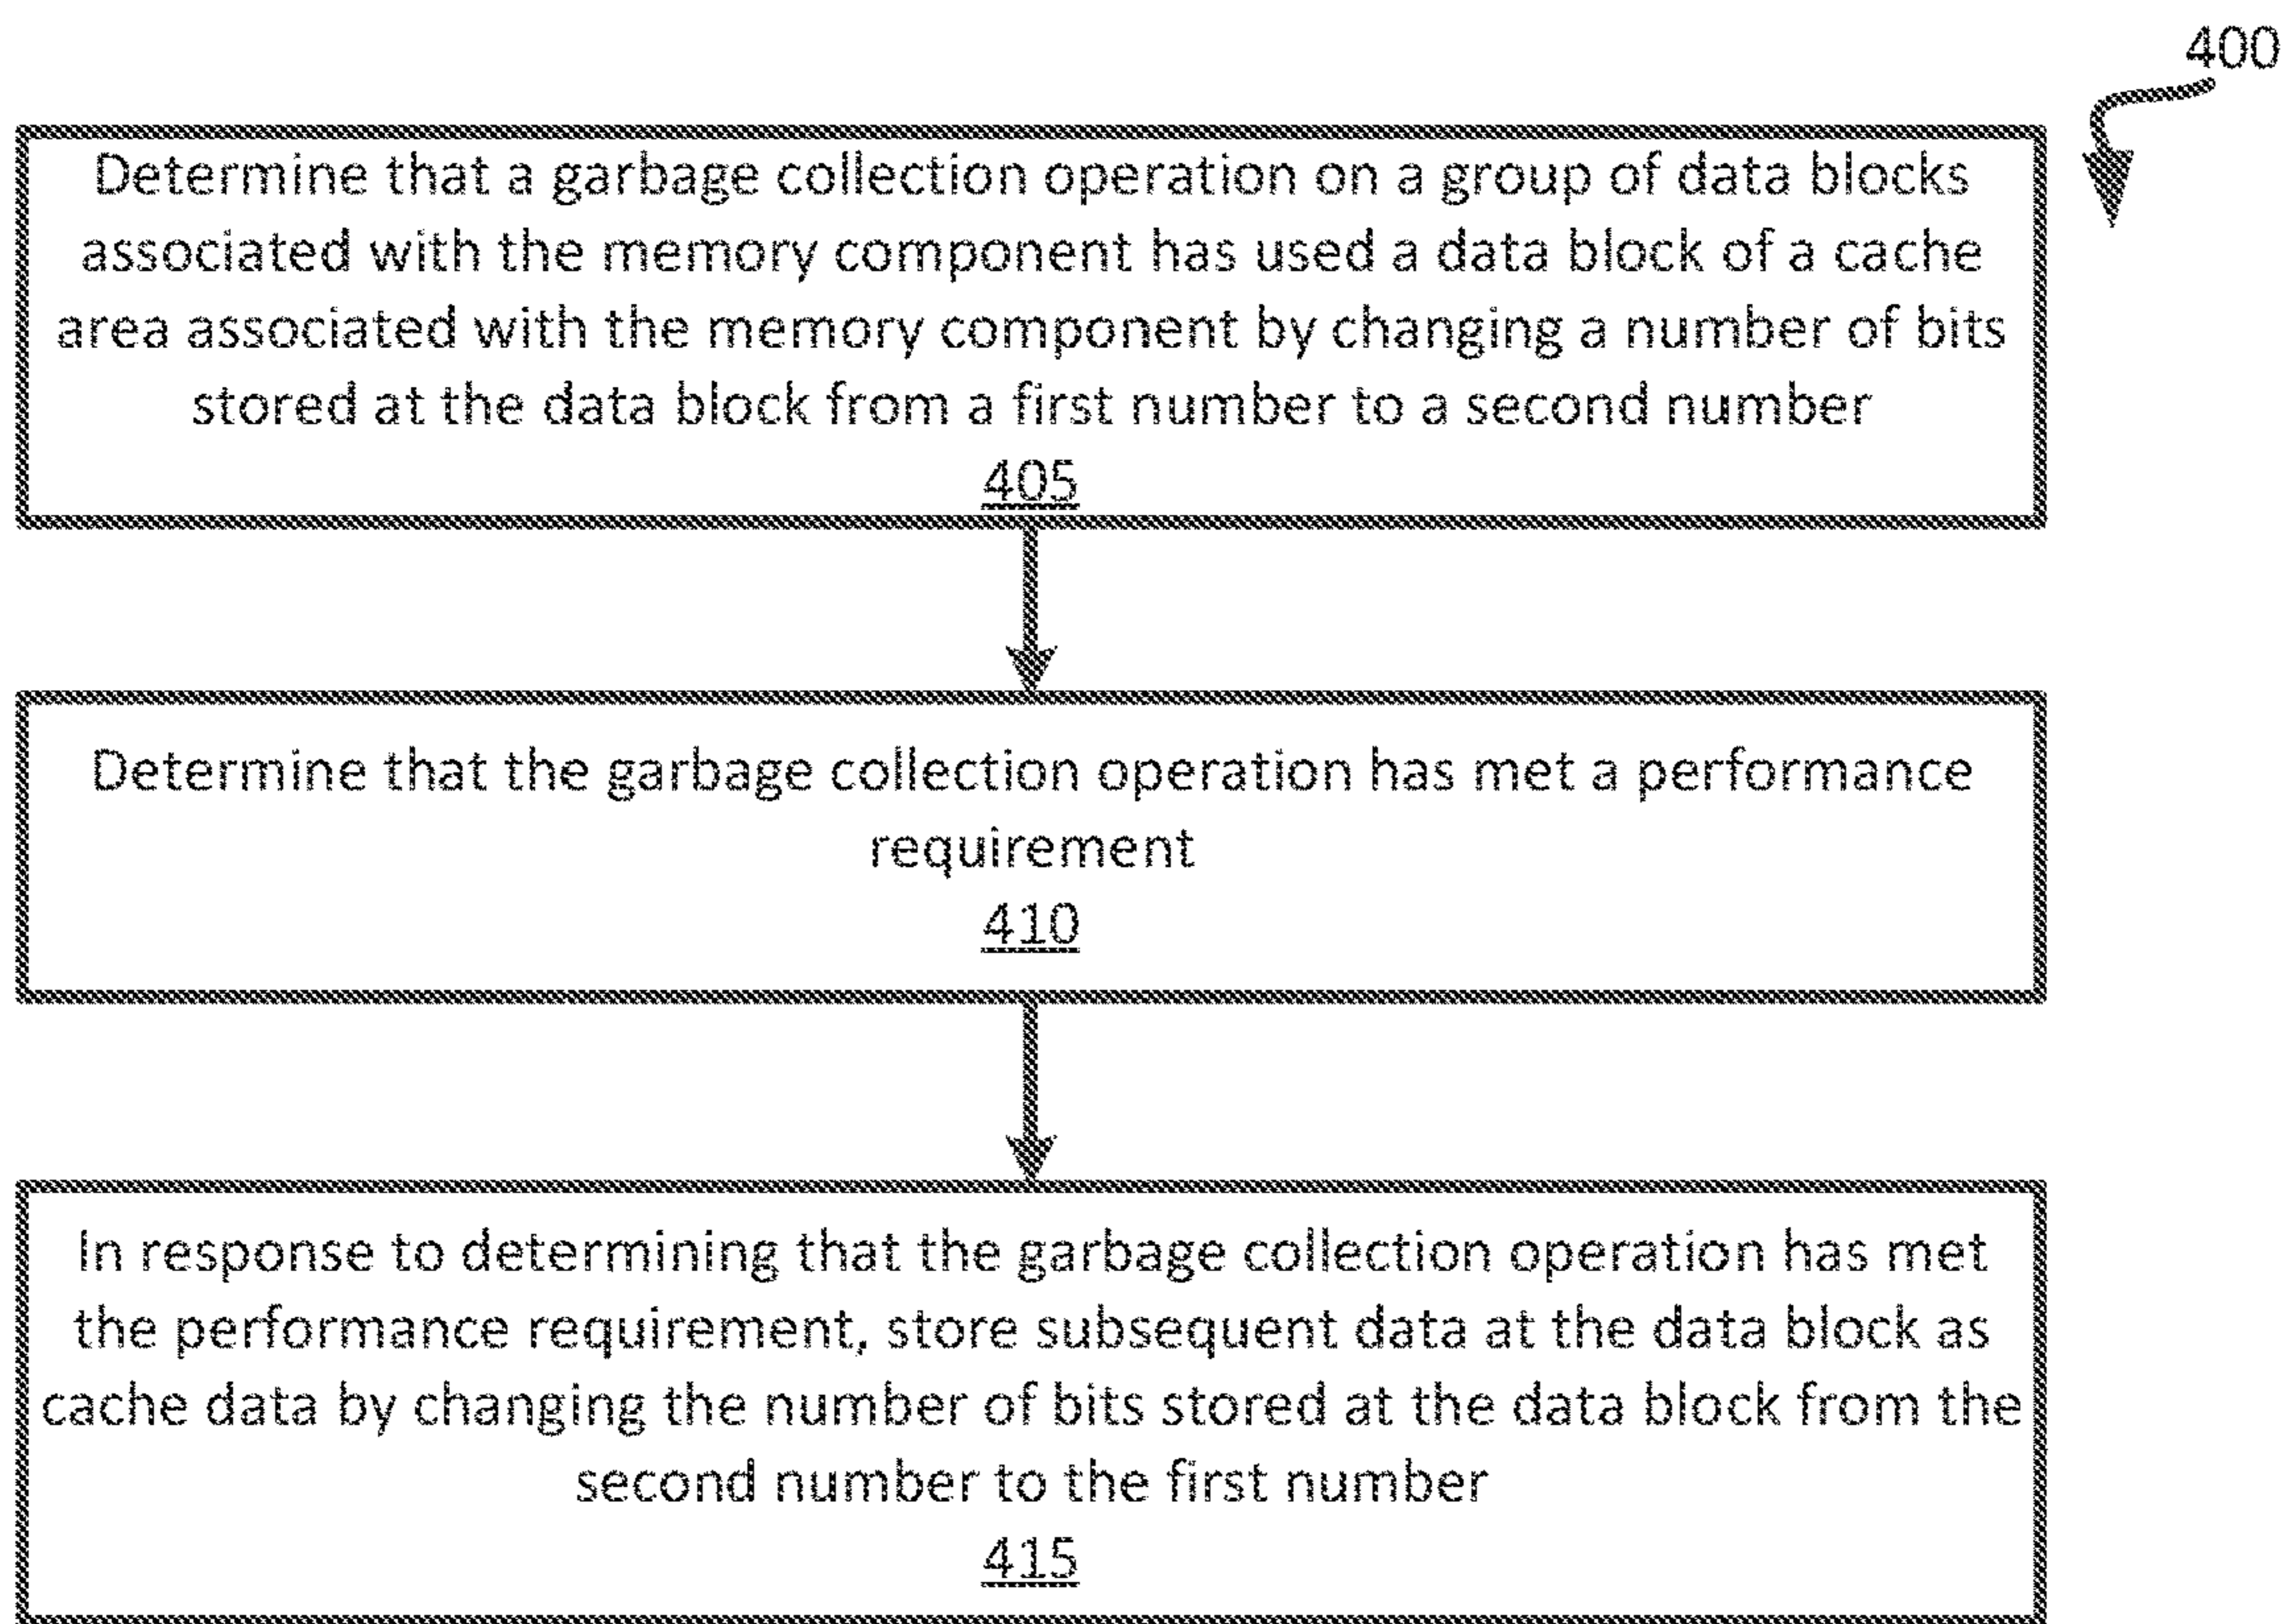 400
Determine that a garbage collection operation on a group of data blocks
associated with the memory component has used a data block of a cache
area associated with the memory component by changing a number of bits
stored at the data block from a first number to a second number
405
Determine that the garbage collection operation has met a performance
requirement
410
In response to determining that the garbage collection operation has met
the performance requirement, store subsequent data at the data block as
cache data by changing the number of bits stored at the data block from the
second number to the first number
415